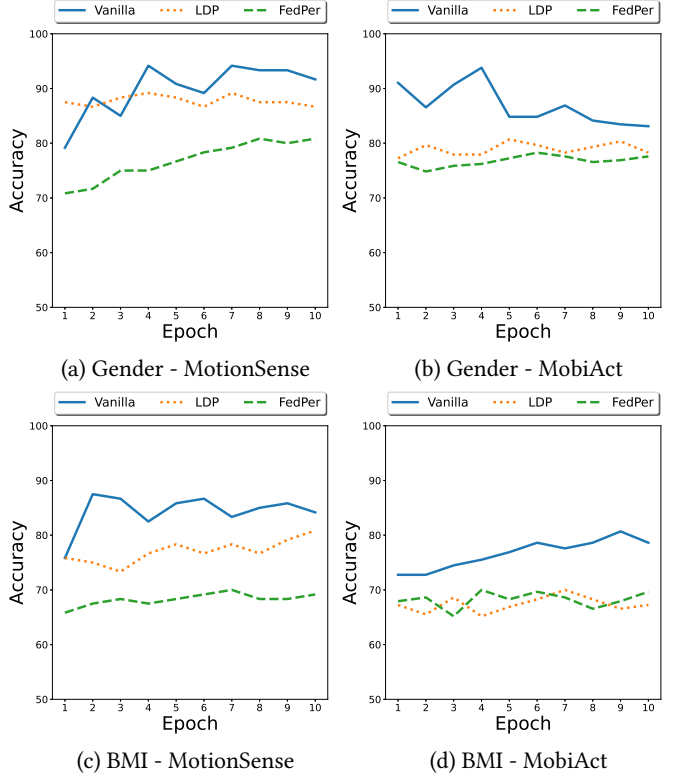 Vanilla LDP FedPer
100
90
80
70
60
50
Accuracy
1 2 3 4 5 6 7 8 9 10
Epoch
(a) Gender - MotionSense
Vanilla LDP FedPer
100
90
80
70
60
50
Accuracy
1 2 3 4 5 6 7 8 9 10
Epoch
(b) Gender - MobiAct
Vanilla LDP FedPer
100
90
80
70
60
50
Accuracy
1 2 3 4 5 6 7 8 9 10
Epoch
(c) BMI - MotionSense
Vanilla LDP FedPer
100
90
80
70
60
50
Accuracy
1 2 3 4 5 6 7 8 9 10
Epoch
(d) BMI - MobiAct